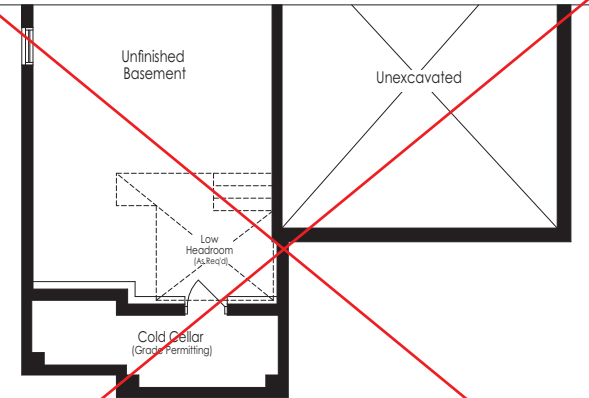 Unfinished
Basement
Unexcavated
Low
Headroom
(As Req'd)
Cold Cellar
(Grade Permitting)